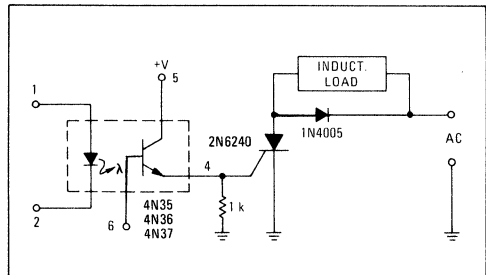 INDUCT.
LOAD
+V
5
1
1N4005
AC
2N6240
λ
4
1 k
2
6
4N35
4N36
4N37